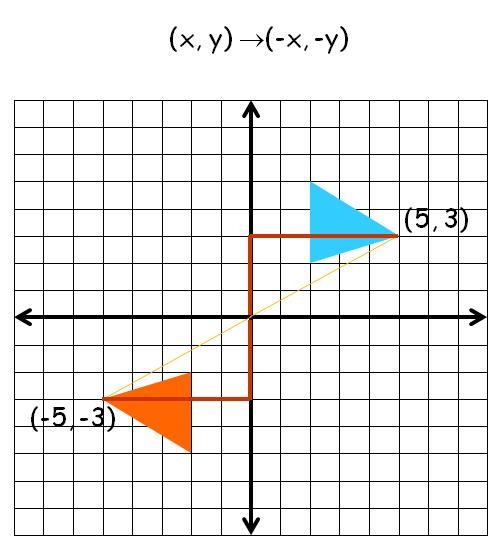 (x, y) →(-x, -y)
(5, 3)
(-5, -3)